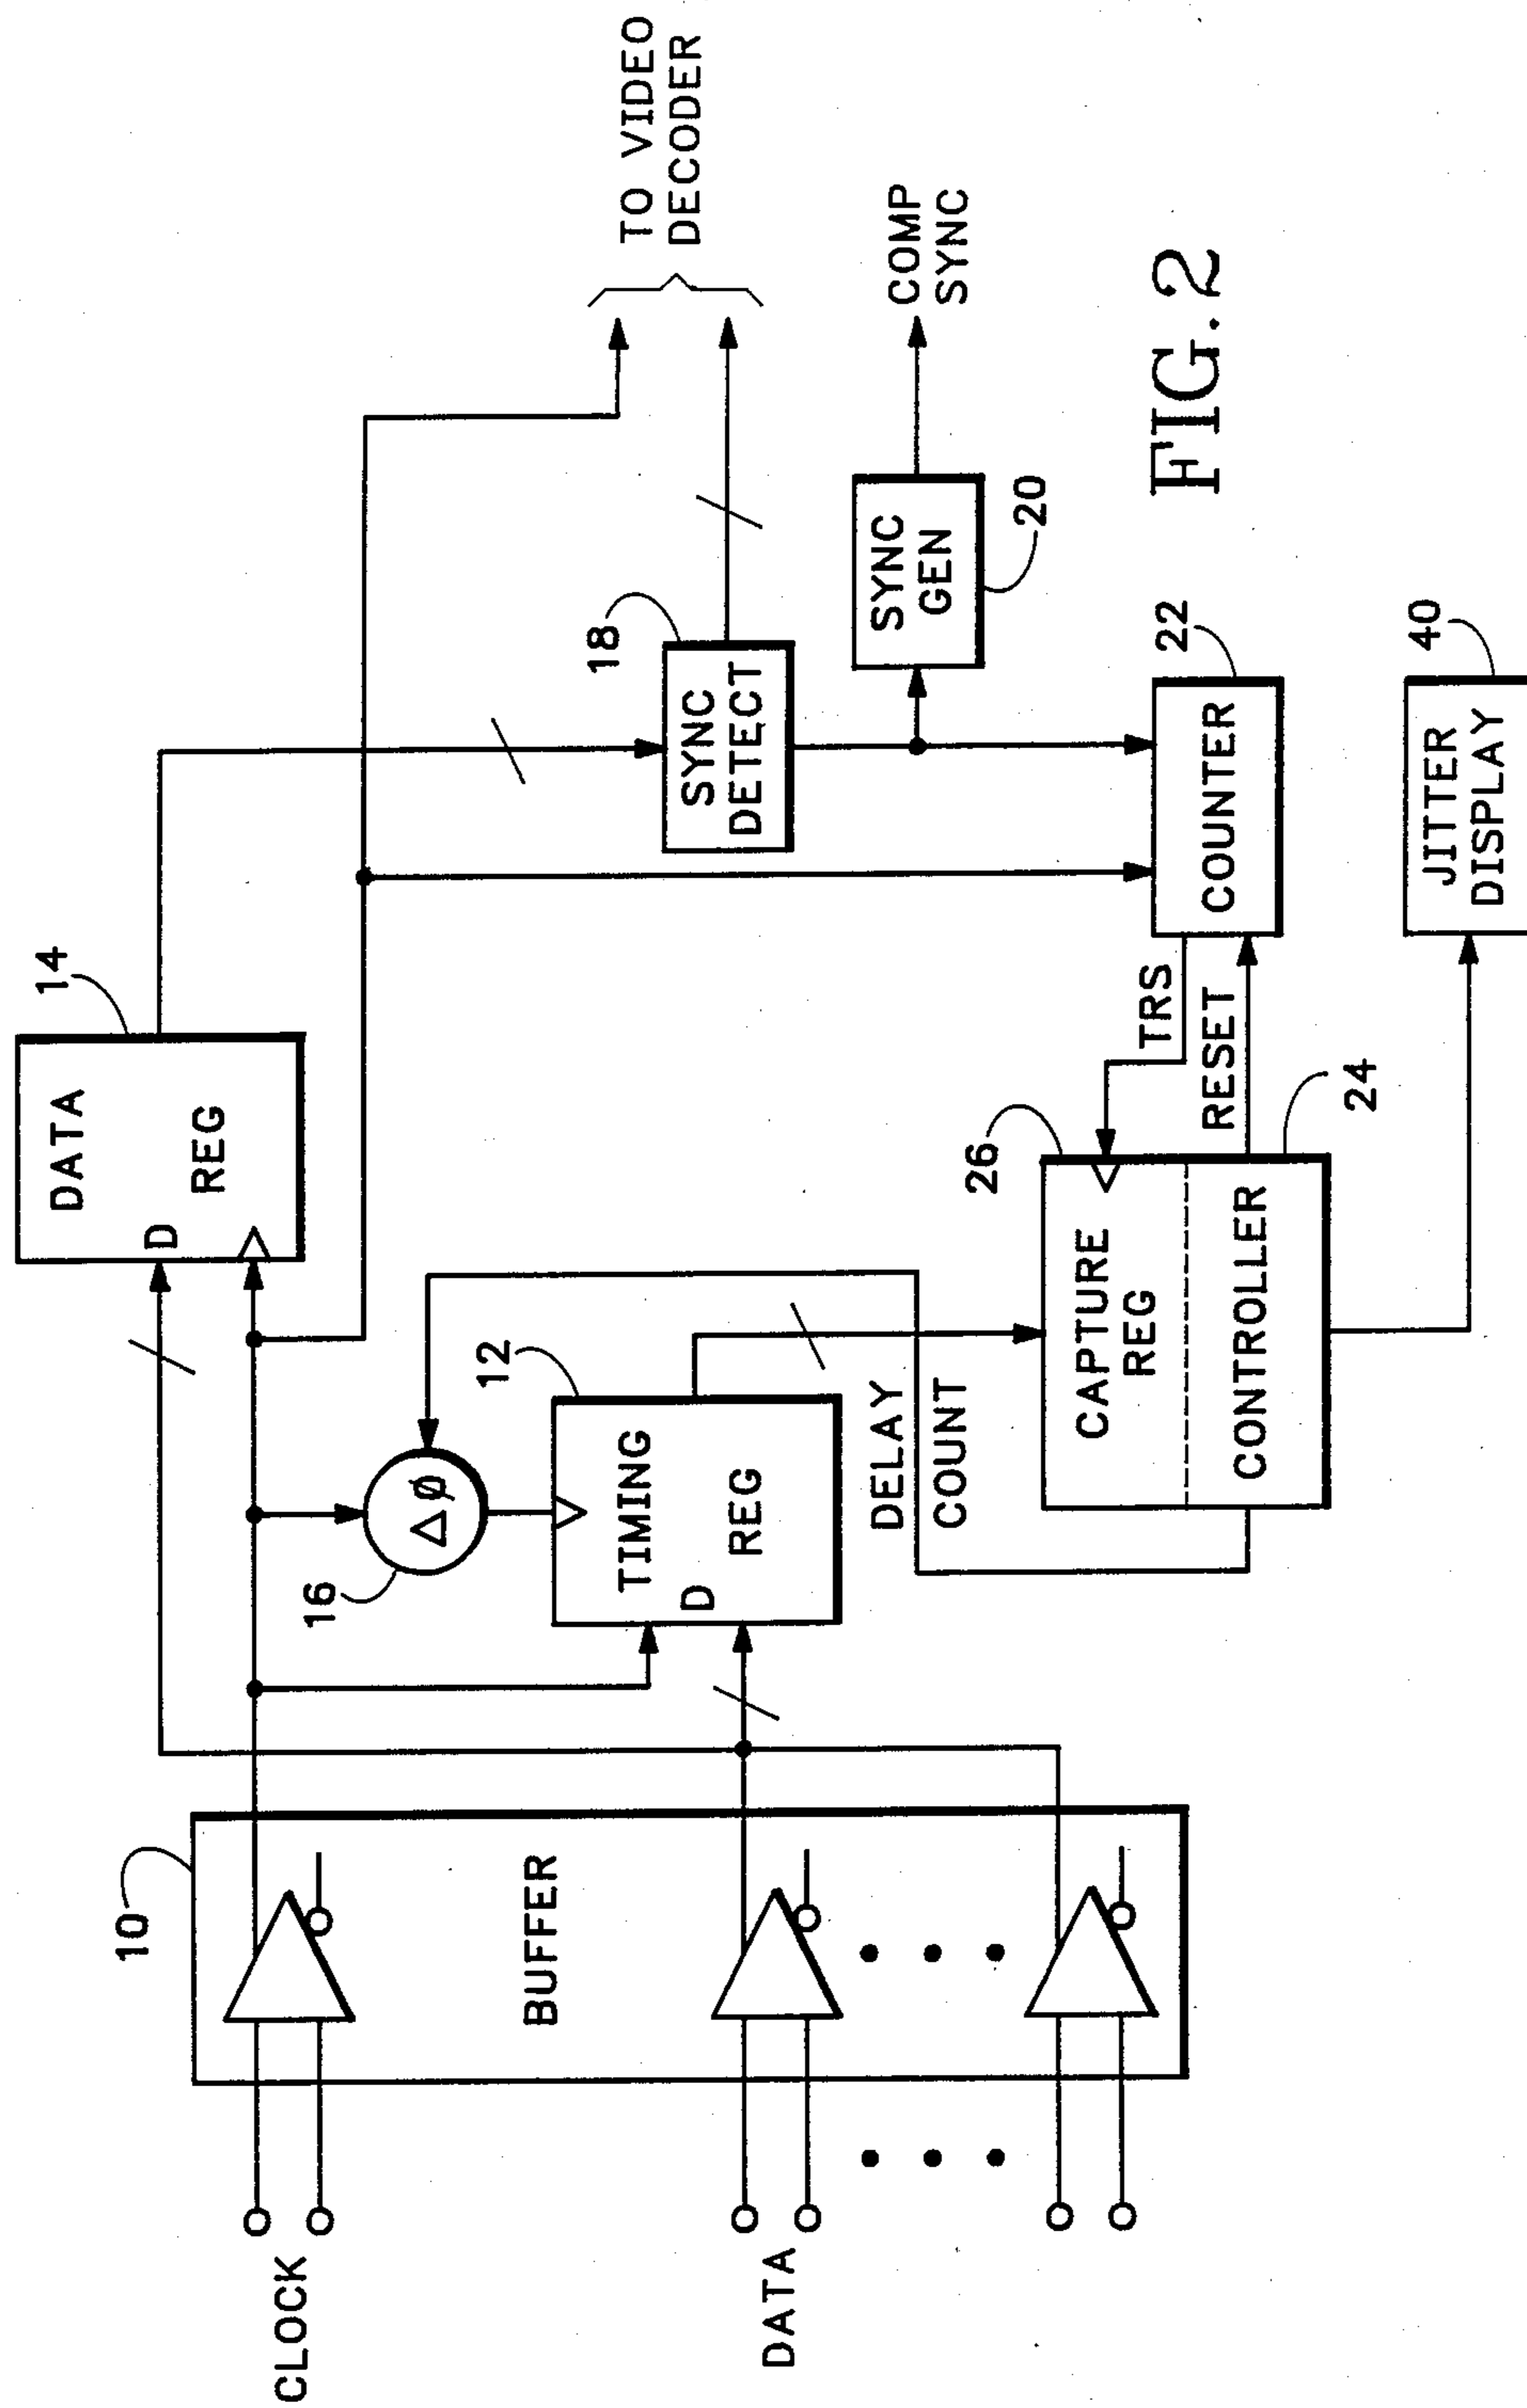 CLOCK
DATA
10
BUFFER
16
Δ Ø
12
TIMING
D
REG
14
DATA
D
REG
DELAY
COUNT
26
CAPTURE
REG
CONTROLLER
24
TRS
RESET
18
SYNC
DETECT
SYNC
GEN
20
22
COUNTER
40
JITTER
DISPLAY
TO VIDEO
DECODER
COMP
SYNC
FIG. 2